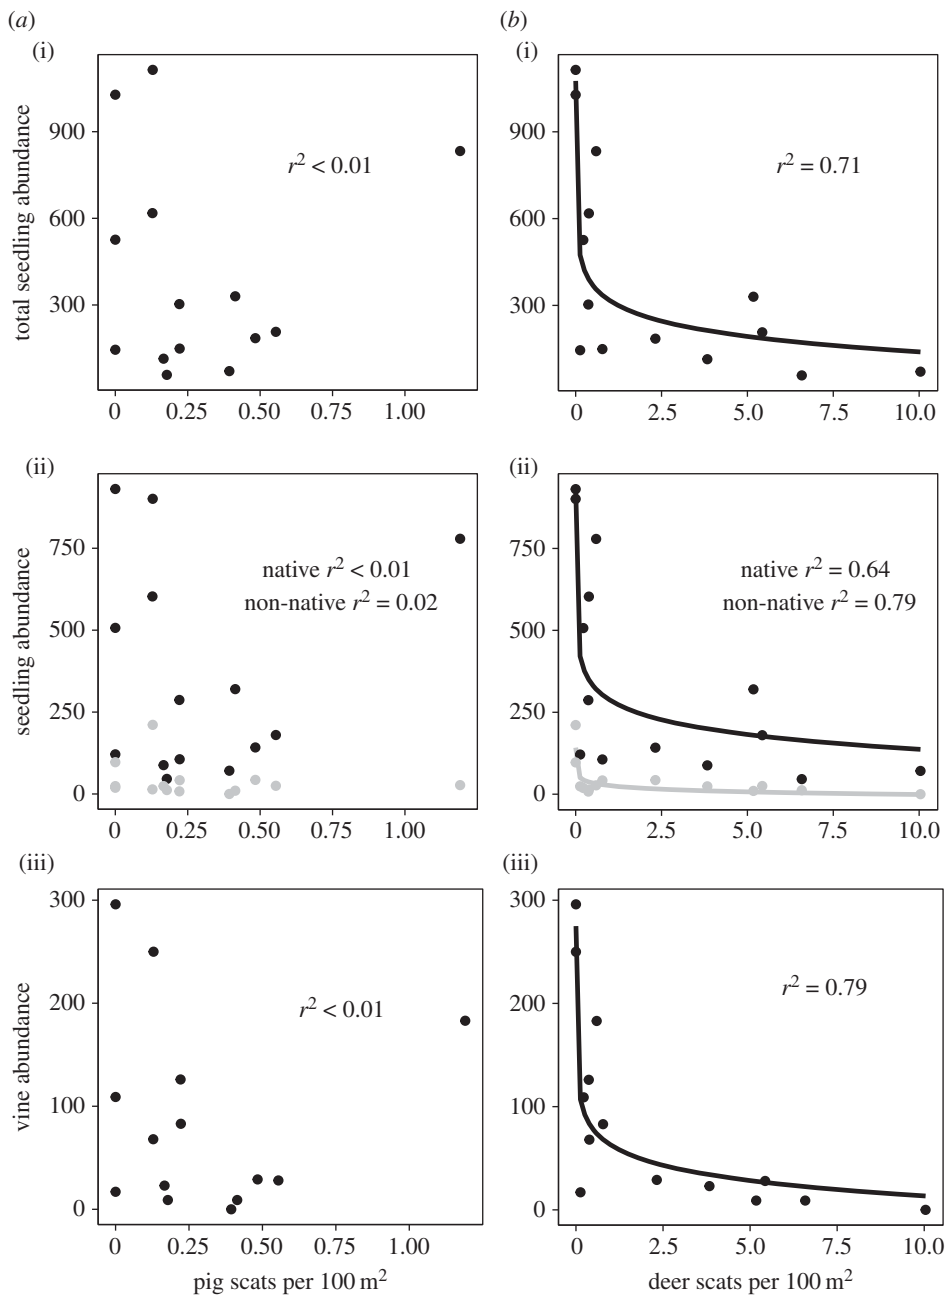 (a)
(i)
total seedling abundance
900
600
300
r² < 0.01
0 0.25 0.50 0.75 1.00
(b)
(i)
900
600
300
r² = 0.71
0 2.5 5.0 7.5 10.0
(ii)
seedling abundance
750
500
250
0
native r² < 0.01
non-native r² = 0.02
0 0.25 0.50 0.75 1.00
(ii)
750
500
250
0
native r² = 0.64
non-native r² = 0.79
0 2.5 5.0 7.5 10.0
(iii)
vine abundance
300
200
100
0
r² < 0.01
0 0.25 0.50 0.75 1.00
pig scats per 100 m²
(iii)
300
200
100
0
r² = 0.79
0 2.5 5.0 7.5 10.0
deer scats per 100 m²